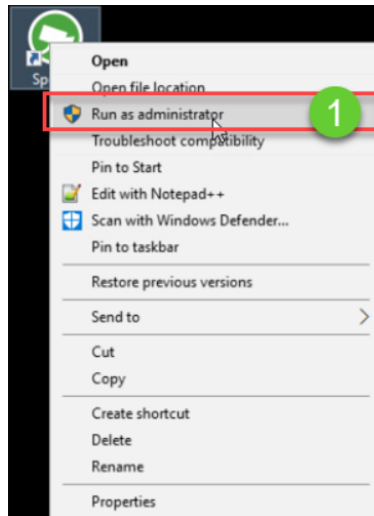 Sp
Open
Open file location
Run as administrator
1
Troubleshoot compatibility
Pin to Start
Edit with Notepad++
Scan with Windows Defender...
Pin to taskbar
Restore previous versions
Send to
Cut
Copy
Create shortcut
Delete
Rename
Properties